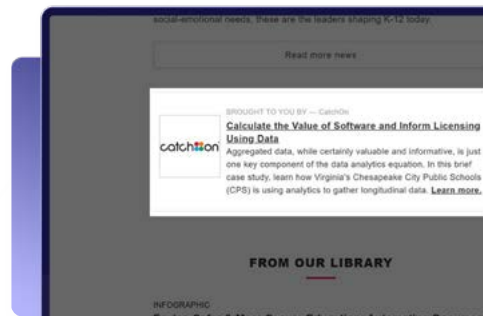 social-emotional needs, these are the leaders shaping K-12 today.
Read more news
BROUGHT TO YOU BY — CatchOn
catchon
Calculate the Value of Software and Inform Licensing
Using Data
Aggregated data, while certainly valuable and informative, is just
one key component of the data analytics equation. In this brief
case study, learn how Virginia's Chesapeake City Public Schools
(CPS) is using analytics to gather longitudinal data. Learn more.
FROM OUR LIBRARY
INFOGRAPHIC